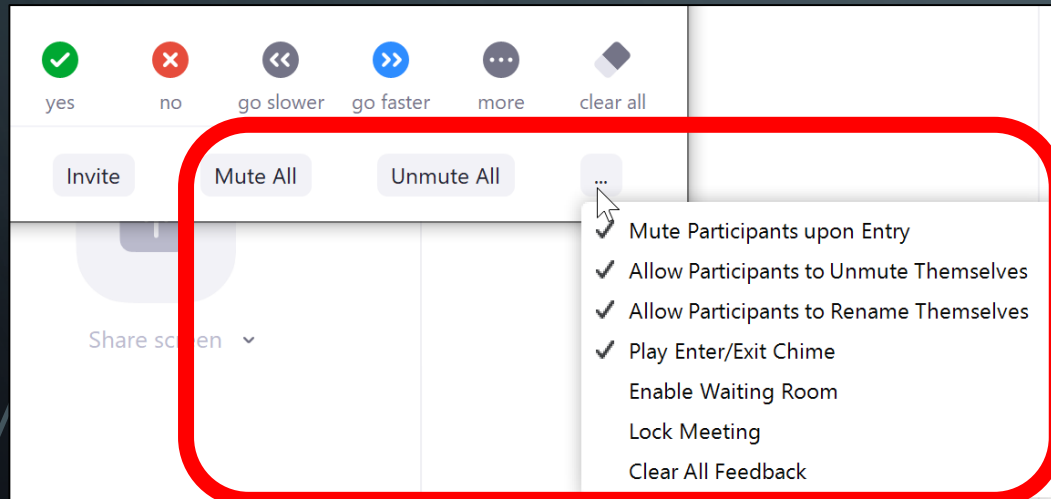 yes no go slower go faster more clear all
Invite Mute All Unmute All ...
Mute Participants upon Entry
Allow Participants to Unmute Themselves
Allow Participants to Rename Themselves
Share screen
Play Enter/Exit Chime
Enable Waiting Room
Lock Meeting
Clear All Feedback